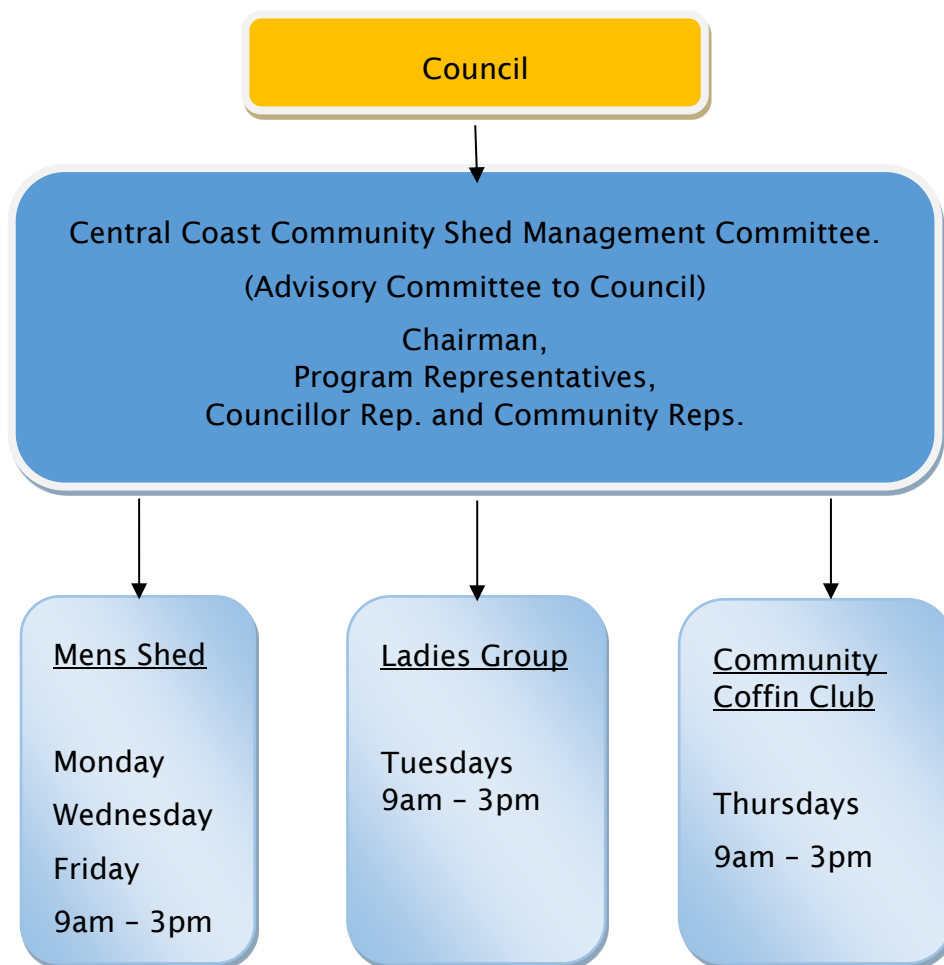 Council
Central Coast Community Shed Management Committee.
(Advisory Committee to Council)
Chairman,
Program Representatives,
Councillor Rep. and Community Reps.
Mens Shed
Monday
Wednesday
Friday
9am – 3pm
Ladies Group
Tuesdays
9am – 3pm
Community
Coffin Club
Thursdays
9am – 3pm